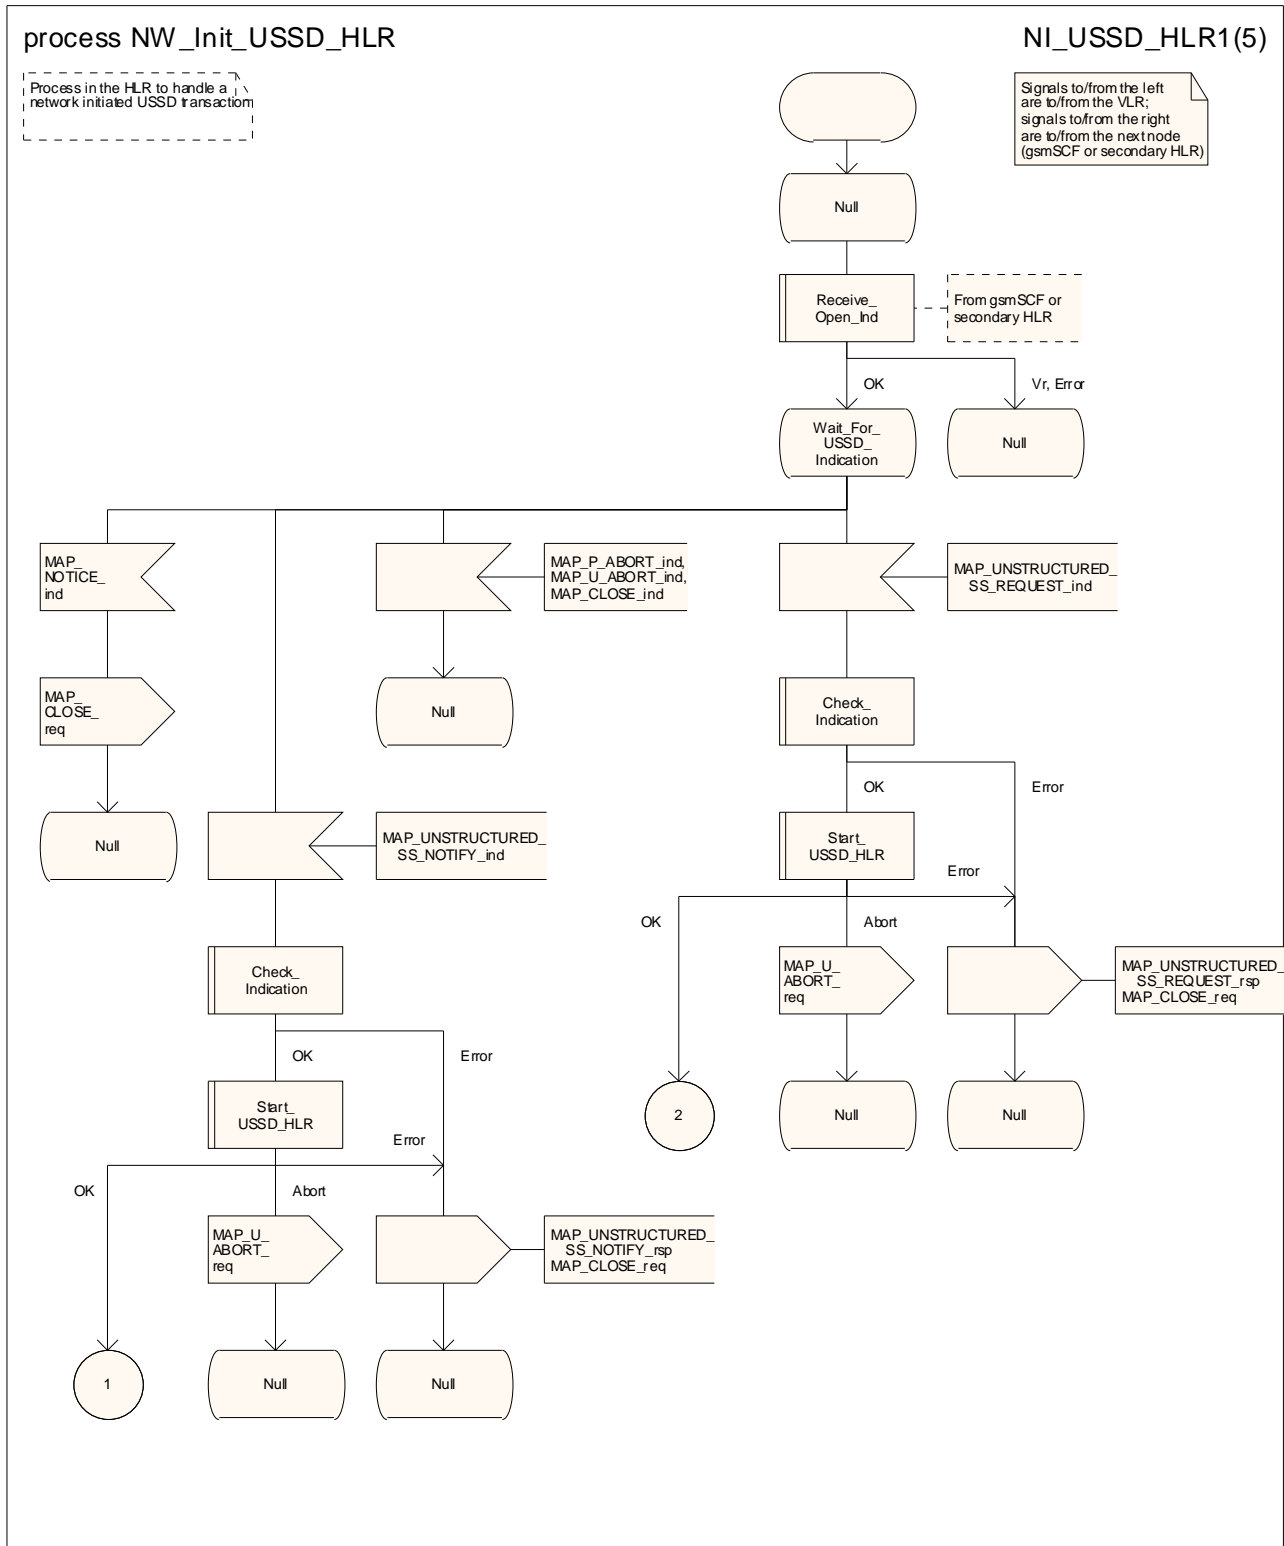 process NW_Init_USSD_HLR
NI_USSD_HLR1(5)
Process in the HLR to handle a
network initiated USSD transaction
Signals to/from the left
are to/from the VLR;
signals to/from the right
are to/from the next node
(gsmSCF or secondary HLR)
Null
Receive_
Open_Ind
From gsmSCF or
secondary HLR
OK
Vr, Error
Wait_For_
USSD_
Indication
Null
MAP_
NOTICE_
ind
MAP_P_ABORT_ind,
MAP_U_ABORT_ind,
MAP_CLOSE_ind
MAP_UNSTRUCTURED_
SS_REQUEST_ind
MAP_
CLOSE_
req
Null
Check_
Indication
OK
Error
Null
MAP_UNSTRUCTURED_
SS_NOTIFY_ind
Start_
USSD_HLR
Error
OK
Abort
Check_
Indication
MAP_U_
ABORT_
req
MAP_UNSTRUCTURED_
SS_REQUEST_rsp
MAP_CLOSE_req
OK
Error
Start_
USSD_HLR
2
Null
Null
Error
OK
Abort
MAP_U_
ABORT_
req
MAP_UNSTRUCTURED_
SS_NOTIFY_rsp
MAP_CLOSE_req
1
Null
Null